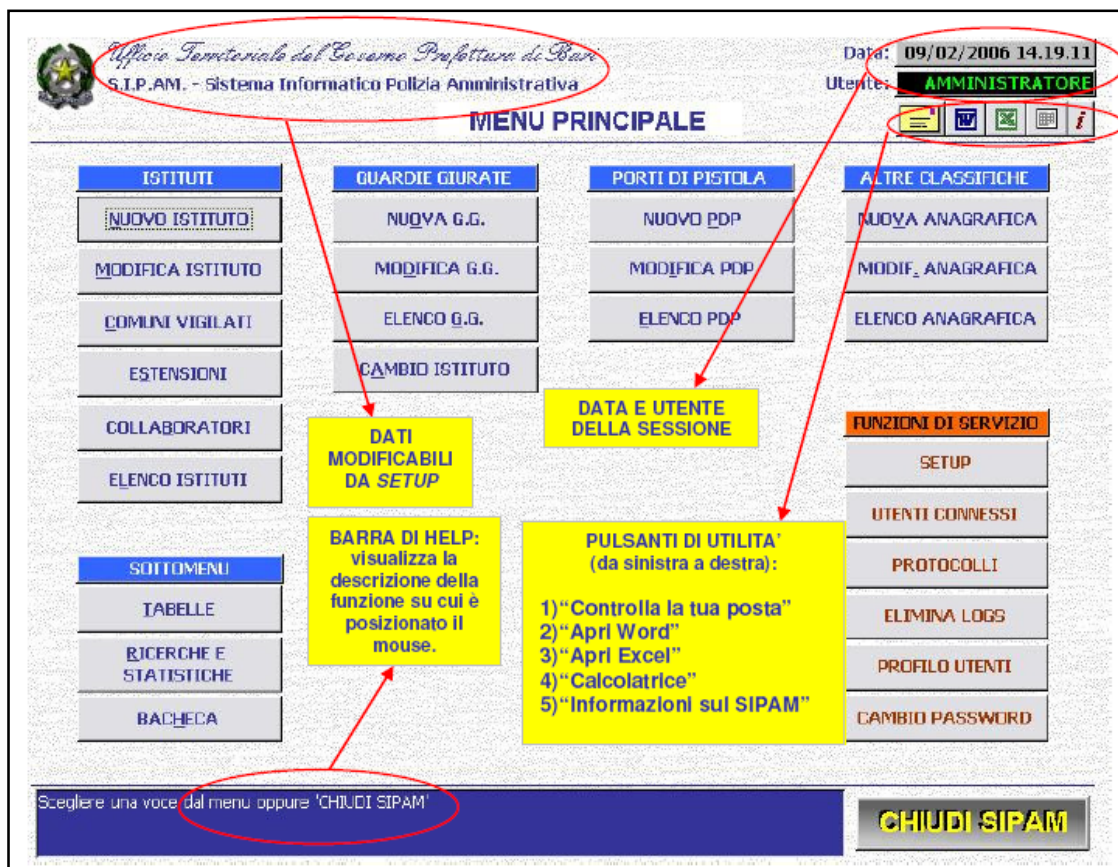 Ufficio Territoriale del Governo Prefettura di Bari
S.I.P.AM. - Sistema Informatico Polizia Amministrativa
Data: 09/02/2006 14.19.11
Utente: AMMINISTRATORE
MENU PRINCIPALE
ISTITUTI
NUOVO ISTITUTO
MODIFICA ISTITUTO
COMUNI VIGILATI
ESTENSIONI
COLLABORATORI
ELENCO ISTITUTI
GUARDIE GIURATE
NUOVA G.G.
MODIFICA G.G.
ELENCO G.G.
CAMBIO ISTITUTO
PORTI DI PISTOLA
NUOVO PDP
MODIFICA PDP
ELENCO PDP
ALTRE CLASSIFICHE
NUOVA ANAGRAFICA
MODIF. ANAGRAFICA
ELENCO ANAGRAFICA
DATI
MODIFICABILI
DA SETUP
DATA E UTENTE
DELLA SESSIONE
BARRA DI HELP:
visualizza la
descrizione della
funzione su cui è
posizionato il
mouse.
PULSANTI DI UTILITA'
(da sinistra a destra):
1)“Controlla la tua posta”
2)“Apri Word”
3)“Apri Excel”
4)“Calcolatrice”
5)“Informazioni sul SIPAM”
FUNZIONI DI SERVIZIO
SETUP
UTENTI CONNESSI
PROTOCOLLI
ELIMINA LOGS
PROFILO UTENTI
CAMBIO PASSWORD
SOTTOMENU
TABELLE
RICERCHE E
STATISTICHE
BACHECA
Scegliere una voce dal menu oppure 'CHIUDI SIPAM'
CHIUDI SIPAM